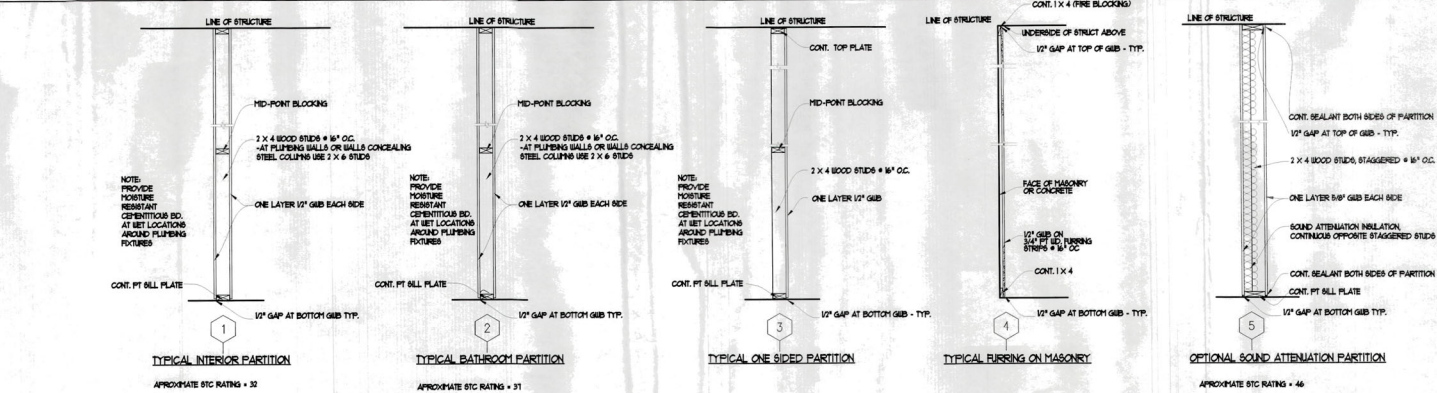 LINE OF STRUCTURE
MID-POINT BLOCKING
2 X 4 WOOD STUDS @ 16" O.C.
-AT PLUMBING WALLS OR WALLS CONCEALING
STEEL COLUMNS USE 2 X 6 STUDS
NOTE:
PROVIDE
MOISTURE
RESISTANT
CEMENTITIOUS BD.
AT WET LOCATIONS
AROUND PLUMBING
FIXTURES
ONE LAYER 1/2" GWB EACH SIDE
CONT. PT SILL PLATE
1/2" GAP AT BOTTOM GWB TYP.
1
TYPICAL INTERIOR PARTITION
APROXIMATE STC RATING = 32
LINE OF STRUCTURE
MID-POINT BLOCKING
2 X 4 WOOD STUDS @ 16" O.C.
-AT PLUMBING WALLS OR WALLS CONCEALING
STEEL COLUMNS USE 2 X 6 STUDS
NOTE:
PROVIDE
MOISTURE
RESISTANT
CEMENTITIOUS BD.
AT WET LOCATIONS
AROUND PLUMBING
FIXTURES
ONE LAYER 1/2" GWB EACH SIDE
CONT. PT SILL PLATE
1/2" GAP AT BOTTOM GWB TYP.
2
TYPICAL BATHROOM PARTITION
APROXIMATE STC RATING =
LINE OF STRUCTURE
CONT. TOP PLATE
MID-POINT BLOCKING
2 X 4 WOOD STUDS @ 16" O.C.
NOTE:
PROVIDE
MOISTURE
RESISTANT
CEMENTITIOUS BD.
AT WET LOCATIONS
AROUND PLUMBING
FIXTURES
ONE LAYER 1/2" GWB
CONT. PT SILL PLATE
1/2" GAP AT BOTTOM GWB - TYP.
3
TYPICAL ONE SIDED PARTITION
CONT. 1 X 4 (FIRE BLOCKING)
LINE OF STRUCTURE
UNDERSIDE OF STRUCT ABOVE
1/2" GAP AT TOP OF GWB - TYP.
FACE OF MASONRY
OR CONCRETE
1/2" GWB ON
3/4" PT WD. FURRING
STRIPS @ 16" OC
CONT. 1 X 4
1/2" GAP AT BOTTOM GWB - TYP.
4
TYPICAL FURRING ON MASONRY
LINE OF STRUCTURE
CONT. SEALANT BOTH SIDES OF PARTITION
1/2" GAP AT TOP OF GWB - TYP.
2 X 4 WOOD STUDS, STAGGERED @ 16" O.C.
ONE LAYER 5/8" GWB EACH SIDE
SOUND ATTENUATION INSULATION,
CONTINUOUS OPPOSITE STAGGERED STUDS
CONT. SEALANT BOTH SIDES OF PARTITION
CONT. PT SILL PLATE
1/2" GAP AT BOTTOM GWB TYP.
5
OPTIONAL SOUND ATTENUATION PARTITION
APROXIMATE STC RATING = 46